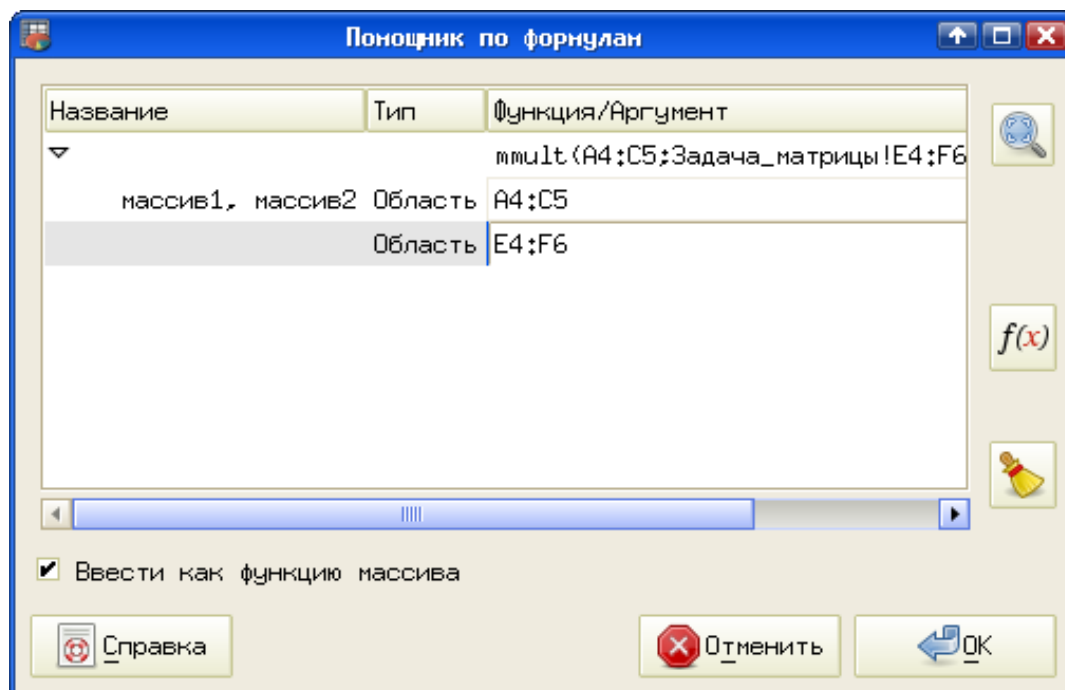 Помощник по формулам
Название Тип Функция/Аргумент
mmult(A4:C5;Задача_матрицы!E4:F6
массив1, массив2 Область A4:C5
Область E4:F6
f(x)
Ввести как функцию массива
Справка Отменить OK